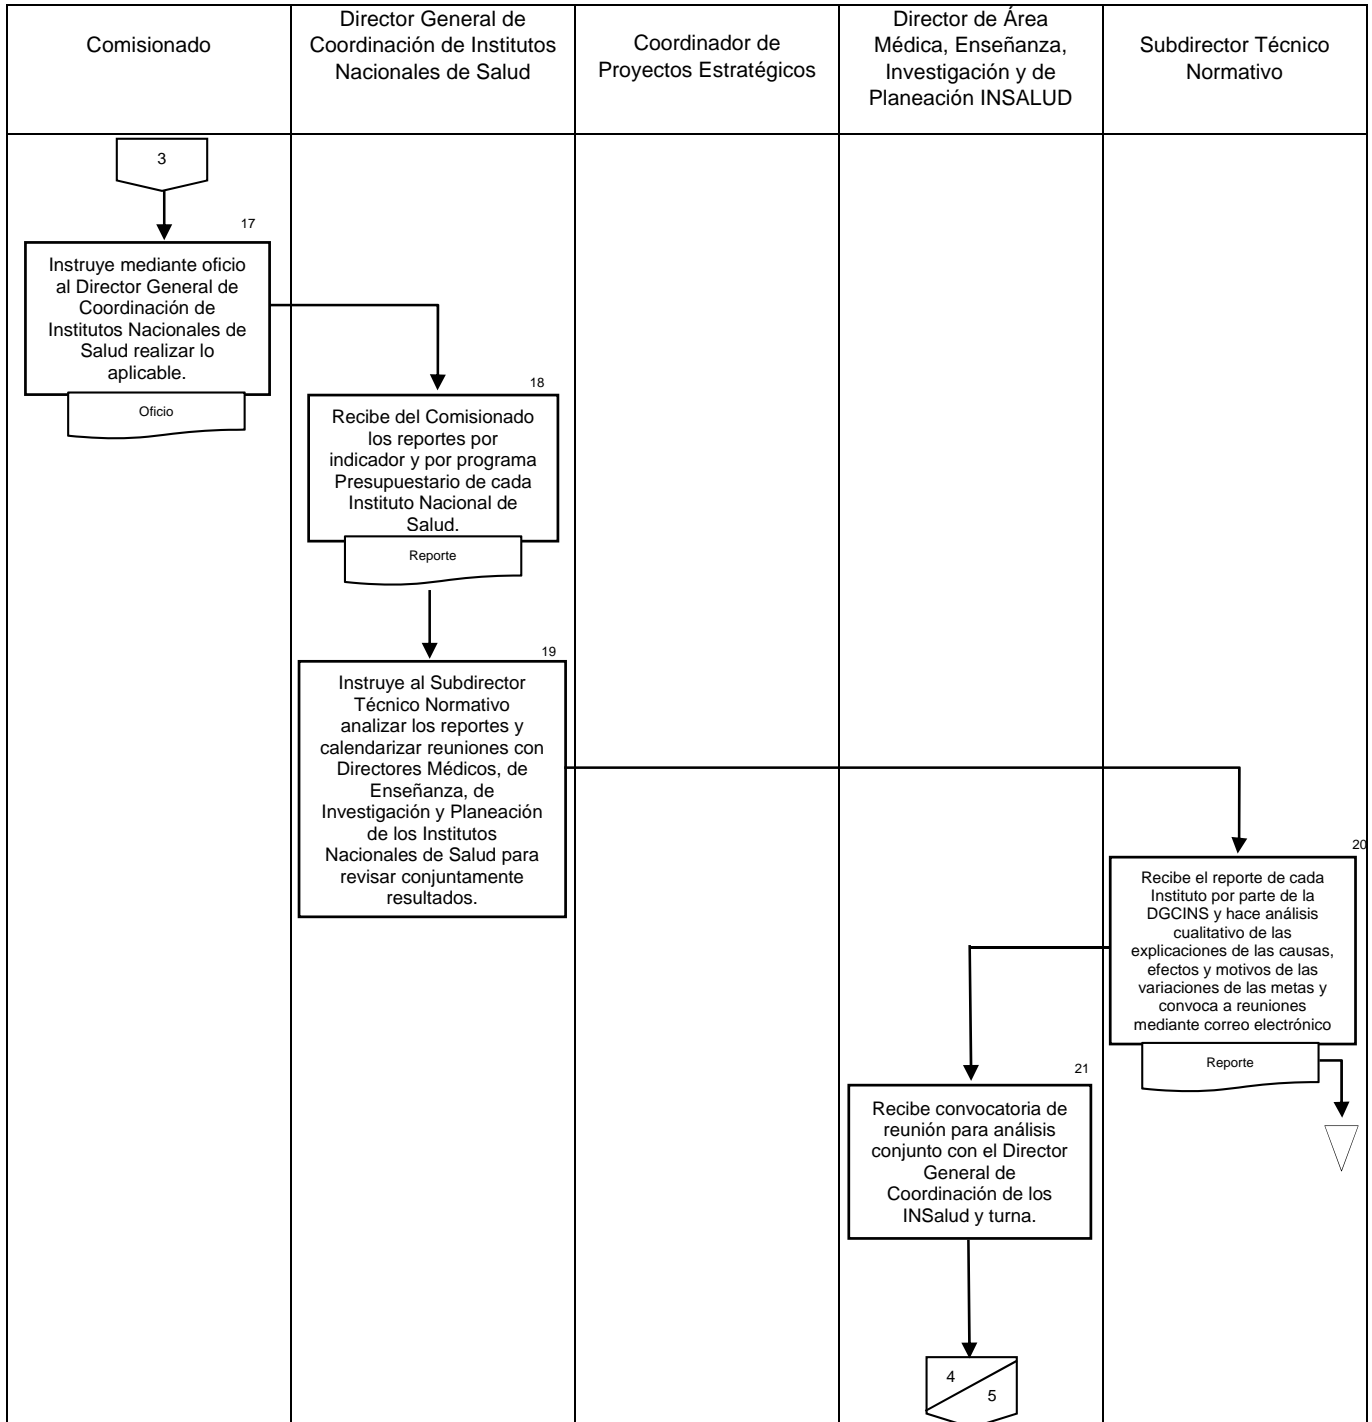 Comisionado
Director General de
Coordinación de Institutos
Nacionales de Salud
Coordinador de
Proyectos Estratégicos
Director de Área
Médica, Enseñanza,
Investigación y de
Planeación INSALUD
Subdirector Técnico
Normativo
3
17
Instruye mediante oficio
al Director General de
Coordinación de
Institutos Nacionales de
Salud realizar lo
aplicable.
Oficio
18
Recibe del Comisionado
los reportes por
indicador y por programa
Presupuestario de cada
Instituto Nacional de
Salud.
Reporte
19
Instruye al Subdirector
Técnico Normativo
analizar los reportes y
calendarizar reuniones con
Directores Médicos, de
Enseñanza, de
Investigación y Planeación
de los Institutos
Nacionales de Salud para
revisar conjuntamente
resultados.
20
Recibe el reporte de cada
Instituto por parte de la
DGCINS y hace análisis
cualitativo de las
explicaciones de las causas,
efectos y motivos de las
variaciones de las metas y
convoca a reuniones
mediante correo electrónico
Reporte
21
Recibe convocatoria de
reunión para análisis
conjunto con el Director
General de
Coordinación de los
INSalud y turna.
4
5